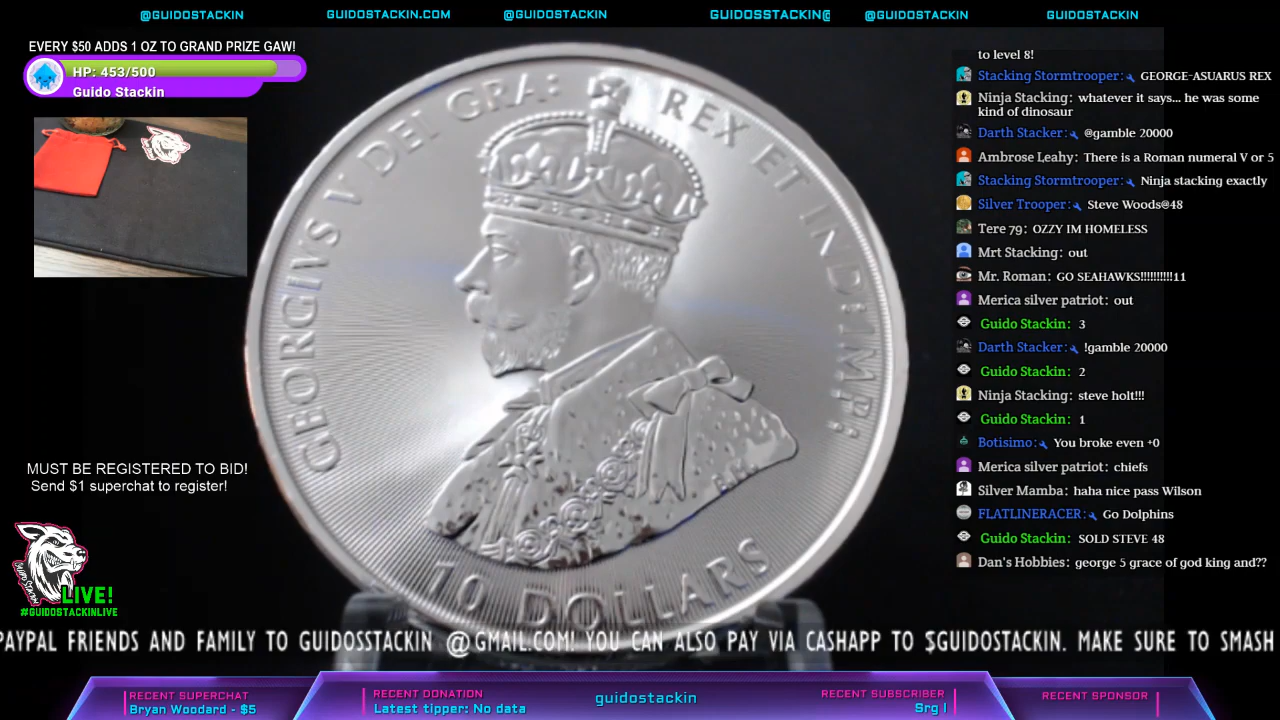 @GUIDOSTACKIN
GUIDOSTACKIN.COM
@GUIDOSTACKIN
GUIDOSSTACKIN@
@GUIDOSTACKIN
GUIDOSTACKIN
EVERY $50 ADDS 1 OZ TO GRAND PRIZE GAW!
HP: 453/500
Guido Stackin
GEORGIVS V DEI GRA: REX ET IND: IMP:
10 DOLLARS
to level 8!
Stacking Stormtrooper: GEORGE-ASUARUS REX
Ninja Stacking: whatever it says... he was some
kind of dinosaur
Darth Stacker: @gamble 20000
Ambrose Leahy: There is a Roman numeral V or 5
Stacking Stormtrooper: Ninja stacking exactly
Silver Trooper: Steve Woods@48
Tere 79: OZZY IM HOMELESS
Mrt Stacking: out
Mr. Roman: GO SEAHAWKS!!!!!!!!!!11
Merica silver patriot: out
Guido Stackin: 3
Darth Stacker: !gamble 20000
Guido Stackin: 2
Ninja Stacking: steve holt!!!
Guido Stackin: 1
Botisimo: You broke even +0
Merica silver patriot: chiefs
Silver Mamba: haha nice pass Wilson
FLATLINERACER: Go Dolphins
Guido Stackin: SOLD STEVE 48
Dan's Hobbies: george 5 grace of god king and??
MUST BE REGISTERED TO BID!
Send $1 superchat to register!
GUIDO STACKIN
LIVE!
#GUIDOSTACKINLIVE
PAYPAL FRIENDS AND FAMILY TO GUIDOSSTACKIN @GMAIL.COM! YOU CAN ALSO PAY VIA CASHAPP TO $GUIDOSTACKIN. MAKE SURE TO SMASH
RECENT SUPERCHAT
Bryan Woodard - $5
RECENT DONATION
Latest tipper: No data
guidostackin
RECENT SUBSCRIBER
Srg I
RECENT SPONSOR